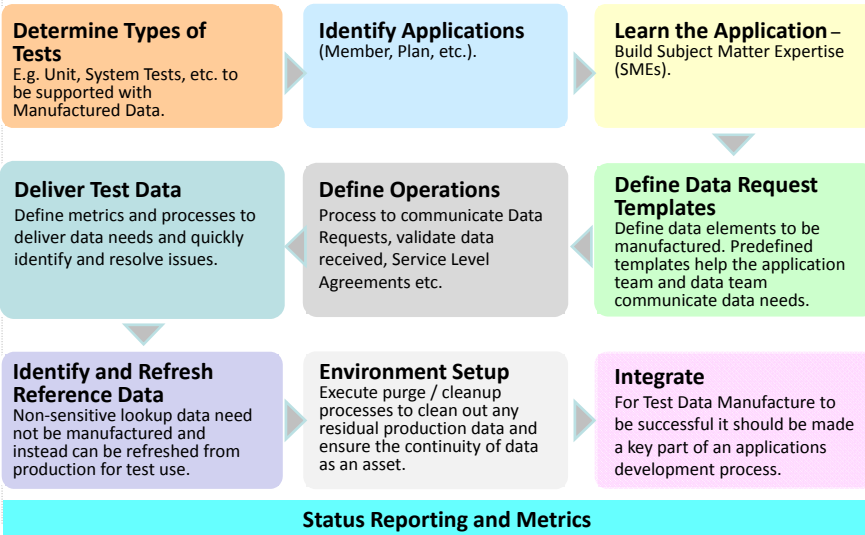 Determine Types of
Tests
E.g. Unit, System Tests, etc. to
be supported with
Manufactured Data.
Identify Applications
(Member, Plan, etc.).
Learn the Application –
Build Subject Matter Expertise
(SMEs).
Deliver Test Data
Define metrics and processes to
deliver data needs and quickly
identify and resolve issues.
Define Operations
Process to communicate Data
Requests, validate data
received, Service Level
Agreements etc.
Define Data Request
Templates
Define data elements to be
manufactured. Predefined
templates help the application
team and data team
communicate data needs.
Identify and Refresh
Reference Data
Non-sensitive lookup data need
not be manufactured and
instead can be refreshed from
production for test use.
Environment Setup
Execute purge / cleanup
processes to clean out any
residual production data and
ensure the continuity of data
as an asset.
Integrate
For Test Data Manufacture to
be successful it should be made
a key part of an applications
development process.
Status Reporting and Metrics